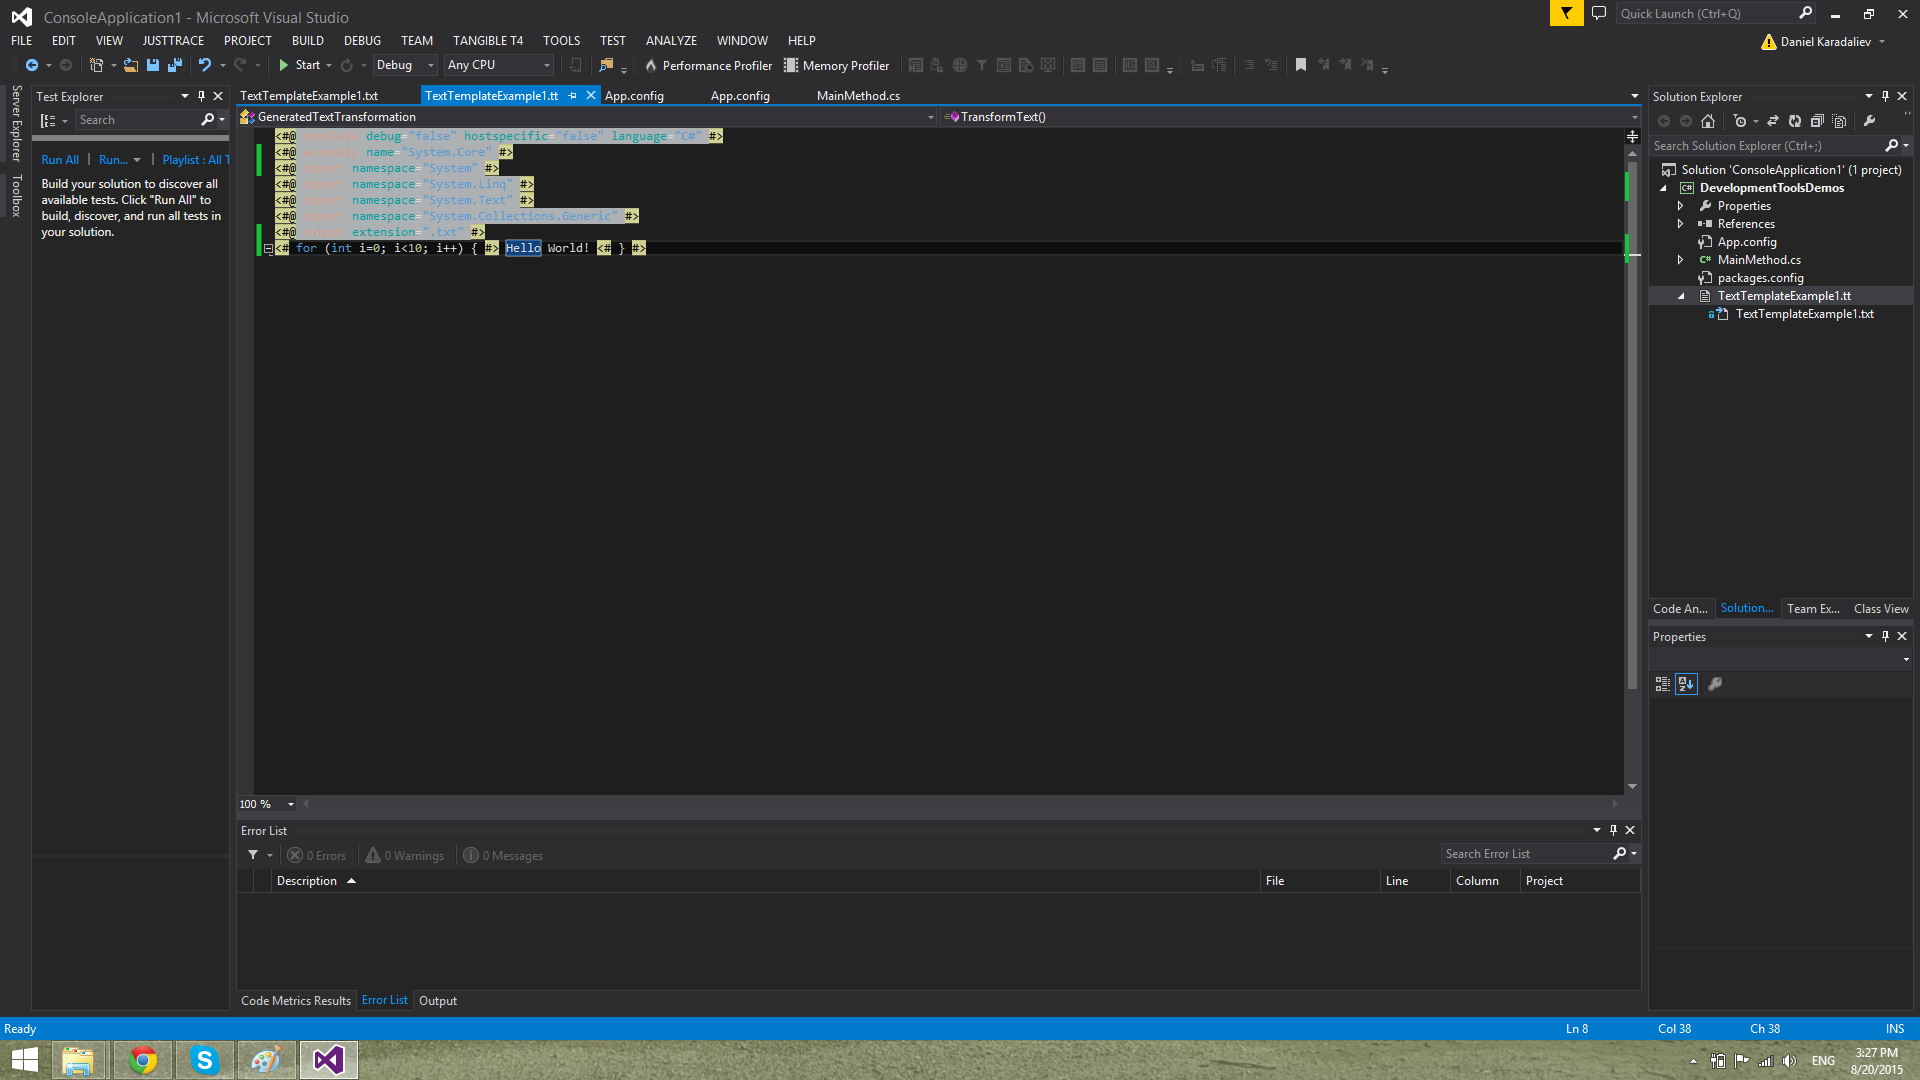 ConsoleApplication1 - Microsoft Visual Studio
Quick Launch (Ctrl+Q)
FILE EDIT VIEW JUSTTRACE PROJECT BUILD DEBUG TEAM TANGIBLE T4 TOOLS TEST ANALYZE WINDOW HELP
Daniel Karadaliev
Start Debug Any CPU Performance Profiler Memory Profiler
Server Explorer
Toolbox
Test Explorer
Search
Run All Run... Playlist : All T
Build your solution to discover all
available tests. Click "Run All" to
build, discover, and run all tests in
your solution.
TextTemplateExample1.txt TextTemplateExample1.tt App.config App.config MainMethod.cs
GeneratedTextTransformation TransformText()
<#@ template debug="false" hostspecific="false" language="C#" #>
<#@ assembly name="System.Core" #>
<#@ import namespace="System" #>
<#@ import namespace="System.Linq" #>
<#@ import namespace="System.Text" #>
<#@ import namespace="System.Collections.Generic" #>
<#@ output extension=".txt" #>
<# for (int i=0; i<10; i++) { #> Hello World! <# } #>
100 %
Error List
0 Errors 0 Warnings 0 Messages
Search Error List
Description File Line Column Project
Code Metrics Results Error List Output
Solution Explorer
Search Solution Explorer (Ctrl+;)
Solution 'ConsoleApplication1' (1 project)
C# DevelopmentToolsDemos
Properties
References
App.config
C# MainMethod.cs
packages.config
TextTemplateExample1.tt
TextTemplateExample1.txt
Code An... Solution... Team Ex... Class View
Properties
Ready Ln 8 Col 38 Ch 38 INS
ENG
3:27 PM
8/20/2015